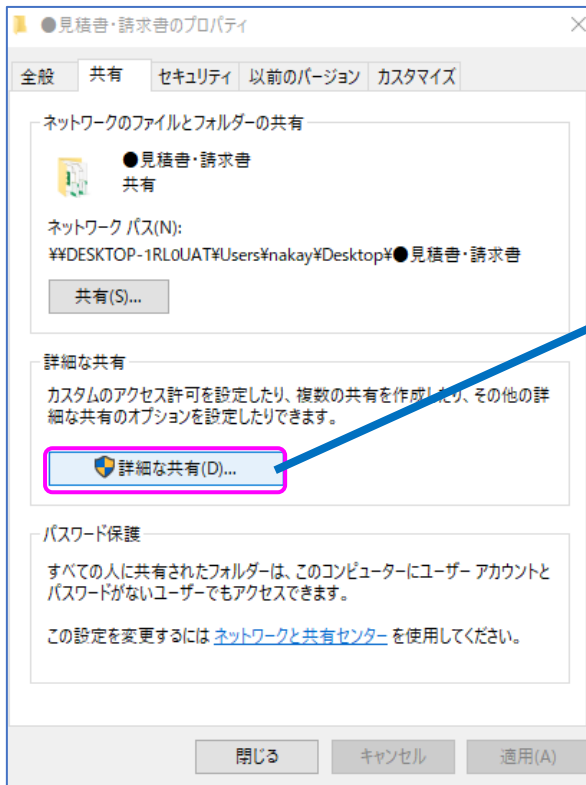 ●見積書・請求書のプロパティ
全般 共有 セキュリティ 以前のバージョン カスタマイズ
ネットワークのファイルとフォルダーの共有
●見積書・請求書
共有
ネットワーク パス(N):
¥¥DESKTOP-1RL0UAT¥Users¥nakay¥Desktop¥●見積書・請求書
共有(S)...
詳細な共有
カスタムのアクセス許可を設定したり、複数の共有を作成したり、その他の詳
細な共有のオプションを設定したりできます。
詳細な共有(D)...
パスワード保護
すべての人に共有されたフォルダーは、このコンピューターにユーザー アカウントと
パスワードがないユーザーでもアクセスできます。
この設定を変更するには ネットワークと共有センター を使用してください。
閉じる キャンセル 適用(A)